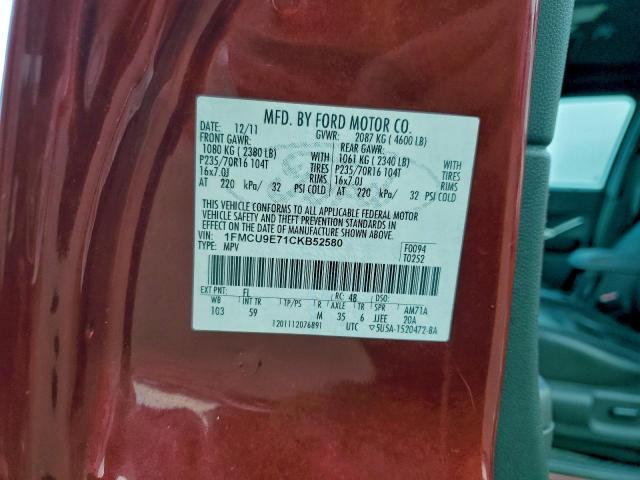 MFD. BY FORD MOTOR CO.
DATE: 12/11 GVWR: 2087 KG ( 4600 LB)
FRONT GAWR: REAR GAWR:
1080 KG ( 2380 LB) WITH 1061 KG ( 2340 LB) WITH
P235/70R16 104T TIRES P235/70R16 104T TIRES
16x7.0J RIMS 16x7.0J RIMS
AT 220 kPa/ 32 PSI COLD AT 220 kPa/ 32 PSI COLD
THIS VEHICLE CONFORMS TO ALL APPLICABLE FEDERAL MOTOR
VEHICLE SAFETY AND BUMPER AND THEFT PREVENTION STANDARDS IN
EFFECT ON THE DATE OF MANUFACTURE SHOWN ABOVE.
VIN: 1FMCU9E71CKB52580 F0094
TYPE: MPV T0252
EXT PNT: FL RC: 48 DSO:
WB INT TR TP/PS R AXLE TR SPR AM71A
103 59 M 35 6 JJEE 20A
1201112076891 UTC ▽5U5A-1520472-BA